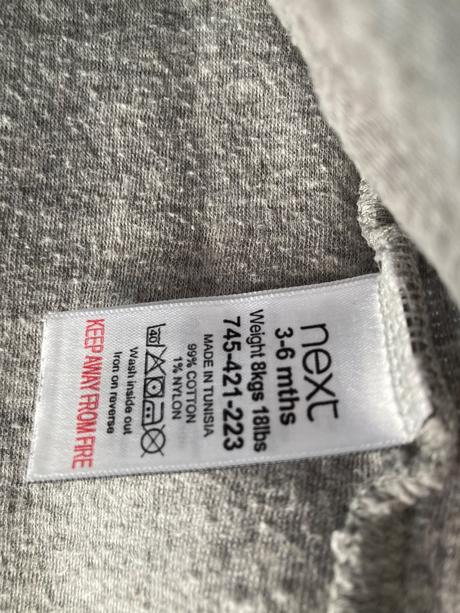 next
3-6 mths
Weight 8kgs 18lbs
745-421-223
MADE IN TUNISIA
99% COTTON
1% NYLON
Wash inside out
Iron on reverse
KEEP AWAY FROM FIRE